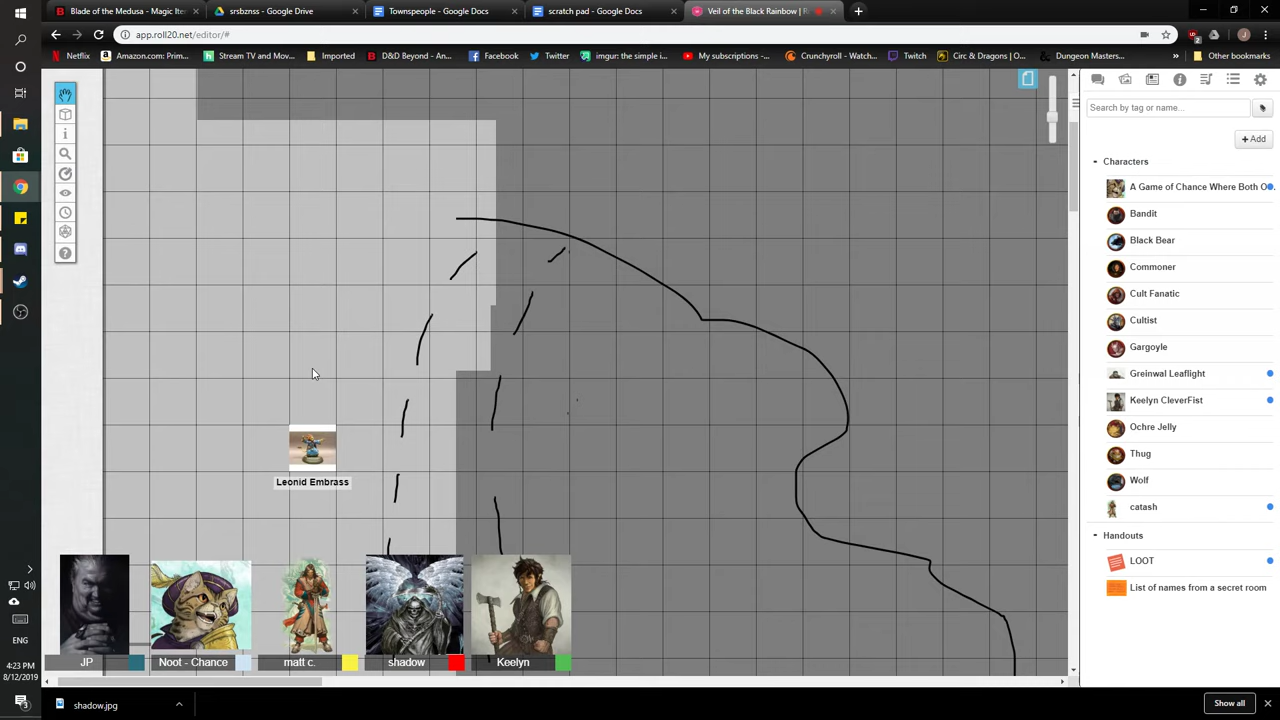 Blade of the Medusa - Magic Ite
srsbznss - Google Drive
Townspeople - Google Docs
scratch pad - Google Docs
Veil of the Black Rainbow | R
app.roll20.net/editor/#
Netflix
Amazon.com: Prim...
Stream TV and Mov...
Imported
D&D Beyond - An...
Facebook
Twitter
imgur: the simple i...
My subscriptions -...
Crunchyroll - Watch...
Twitch
Circ & Dragons | O...
Dungeon Masters...
Other bookmarks
Search by tag or name...
+ Add
Characters
A Game of Chance Where Both O...
Bandit
Black Bear
Commoner
Cult Fanatic
Cultist
Gargoyle
Greinwal Leaflight
Keelyn CleverFist
Ochre Jelly
Thug
Wolf
catash
Handouts
LOOT
List of names from a secret room
Leonid Embrass
JP
Noot - Chance
matt c.
shadow
Keelyn
ENG
4:23 PM
8/12/2019
shadow.jpg
Show all